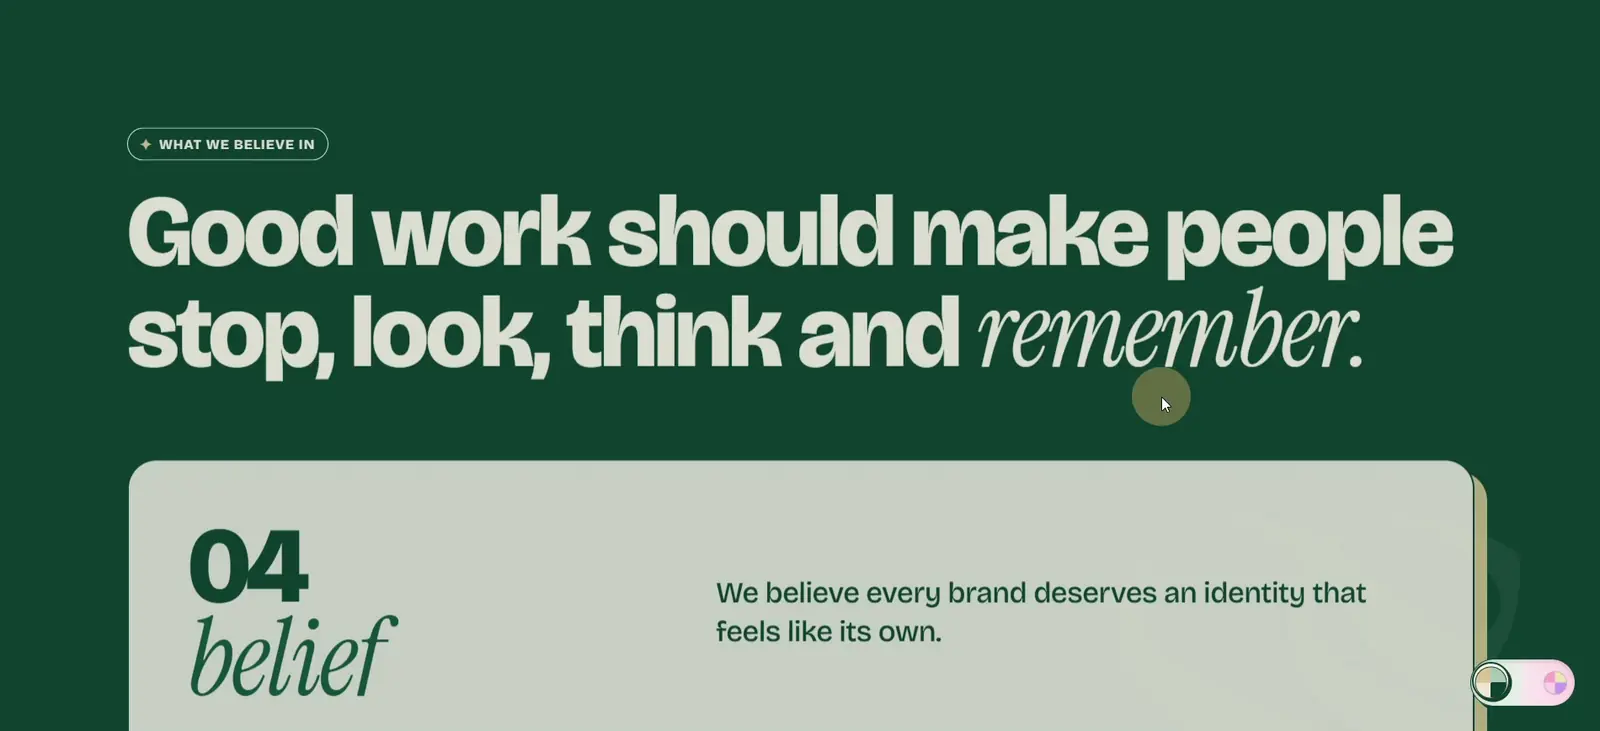 WHAT WE BELIEVE IN
Good work should make people
stop, look, think and remember.
04
belief
We believe every brand deserves an identity that
feels like its own.